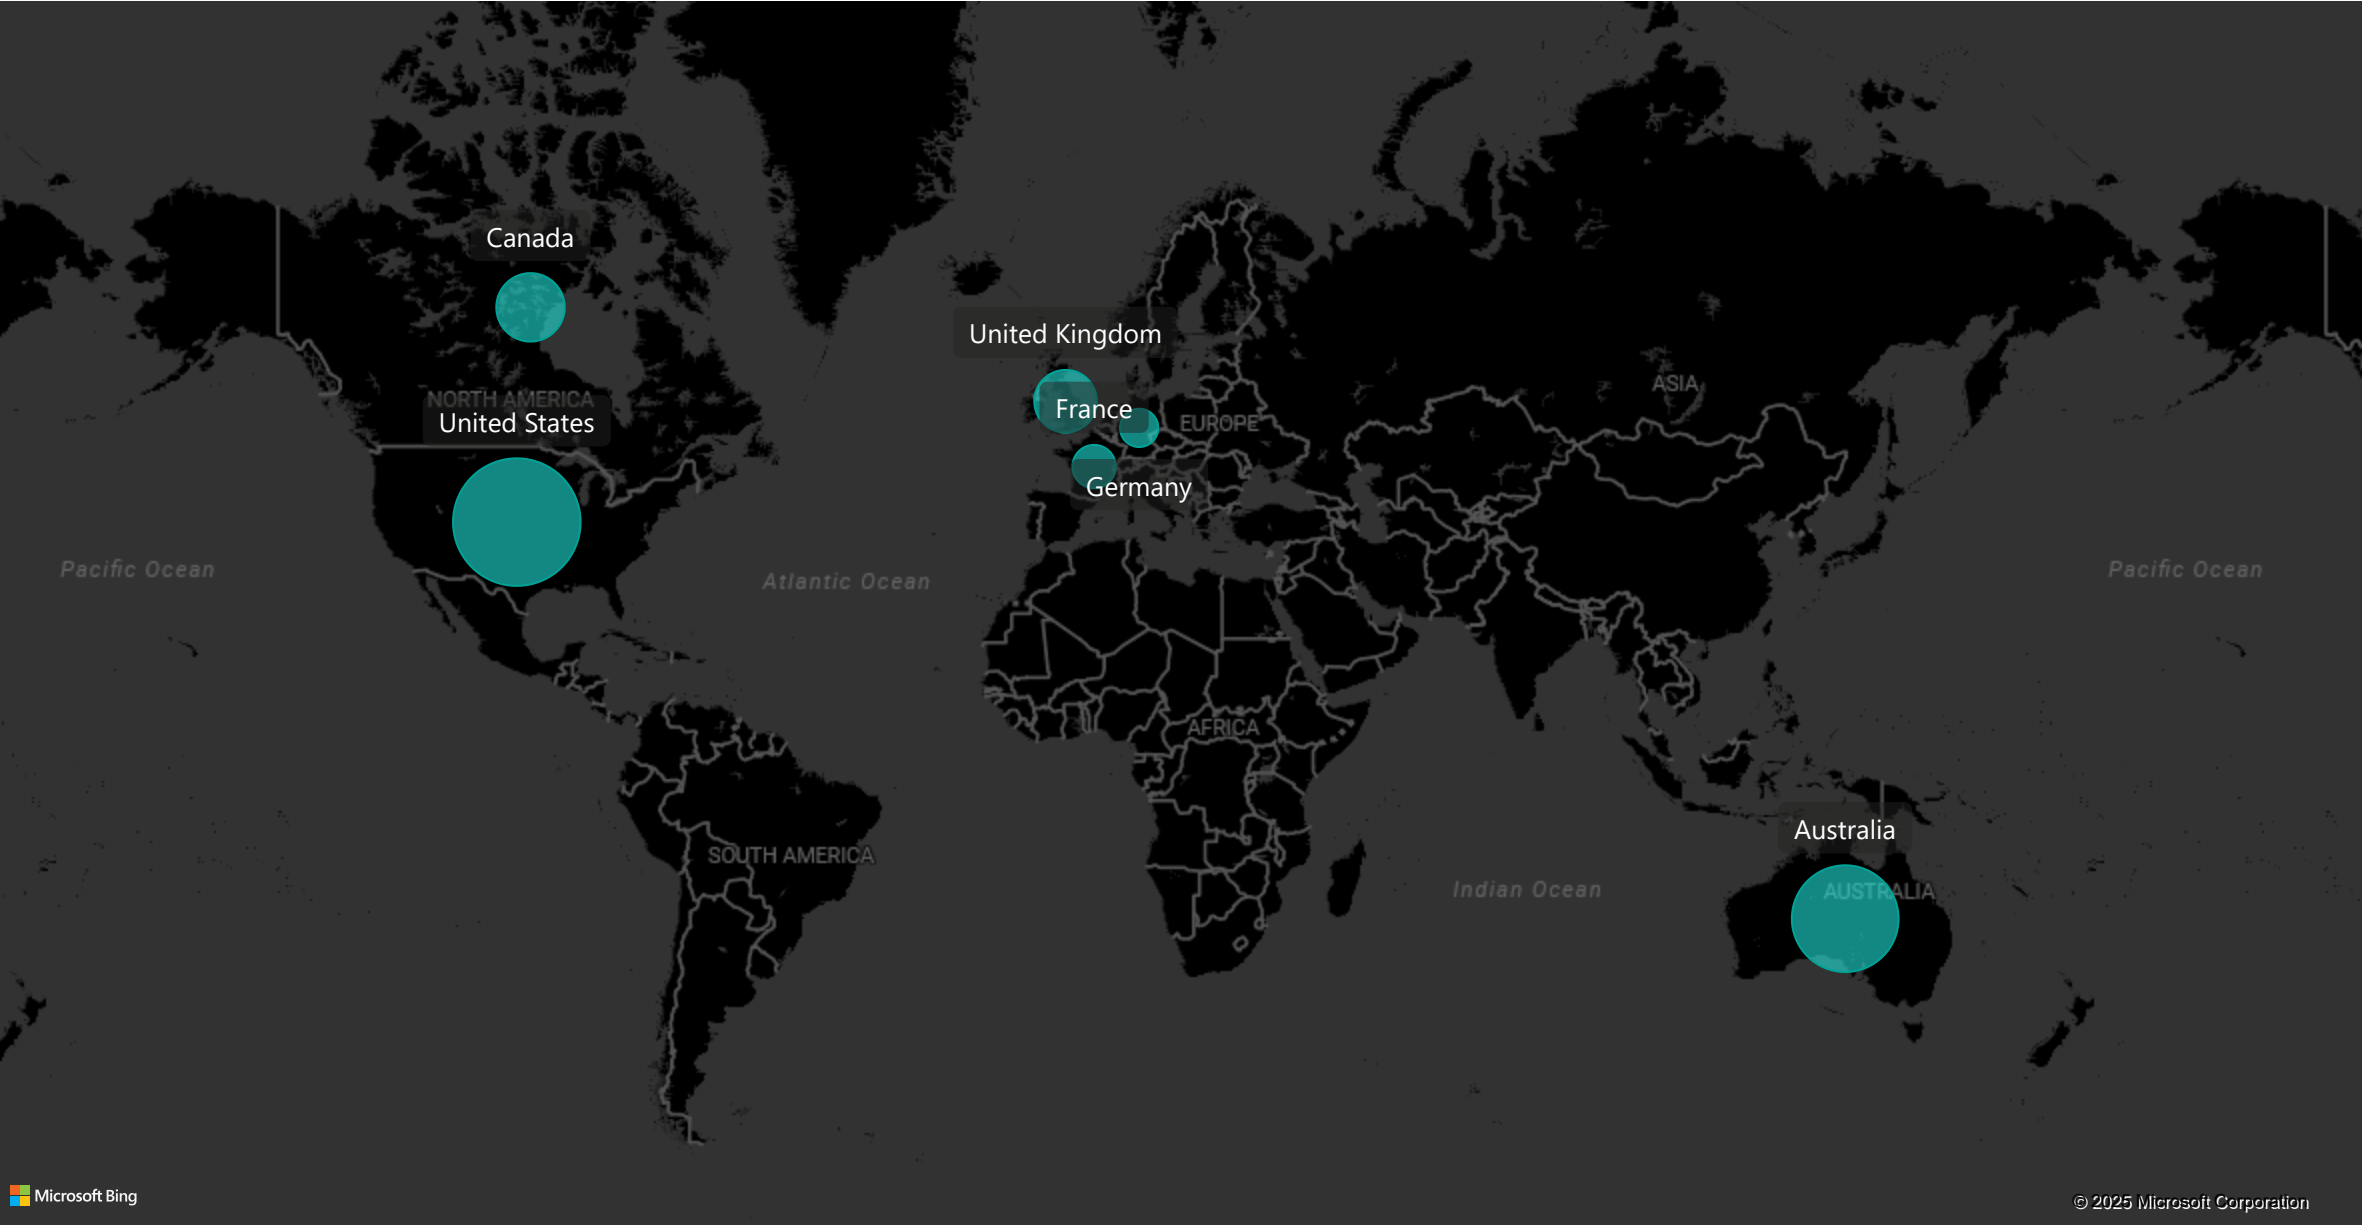 Canada
United Kingdom
ASIA
NORTH AMERICA
United States
France
EUROPE
Germany
Pacific Ocean
Atlantic Ocean
Pacific Ocean
AFRICA
Australia
SOUTH AMERICA
Indian Ocean
AUSTRALIA
Microsoft Bing
© 2025 Microsoft Corporation